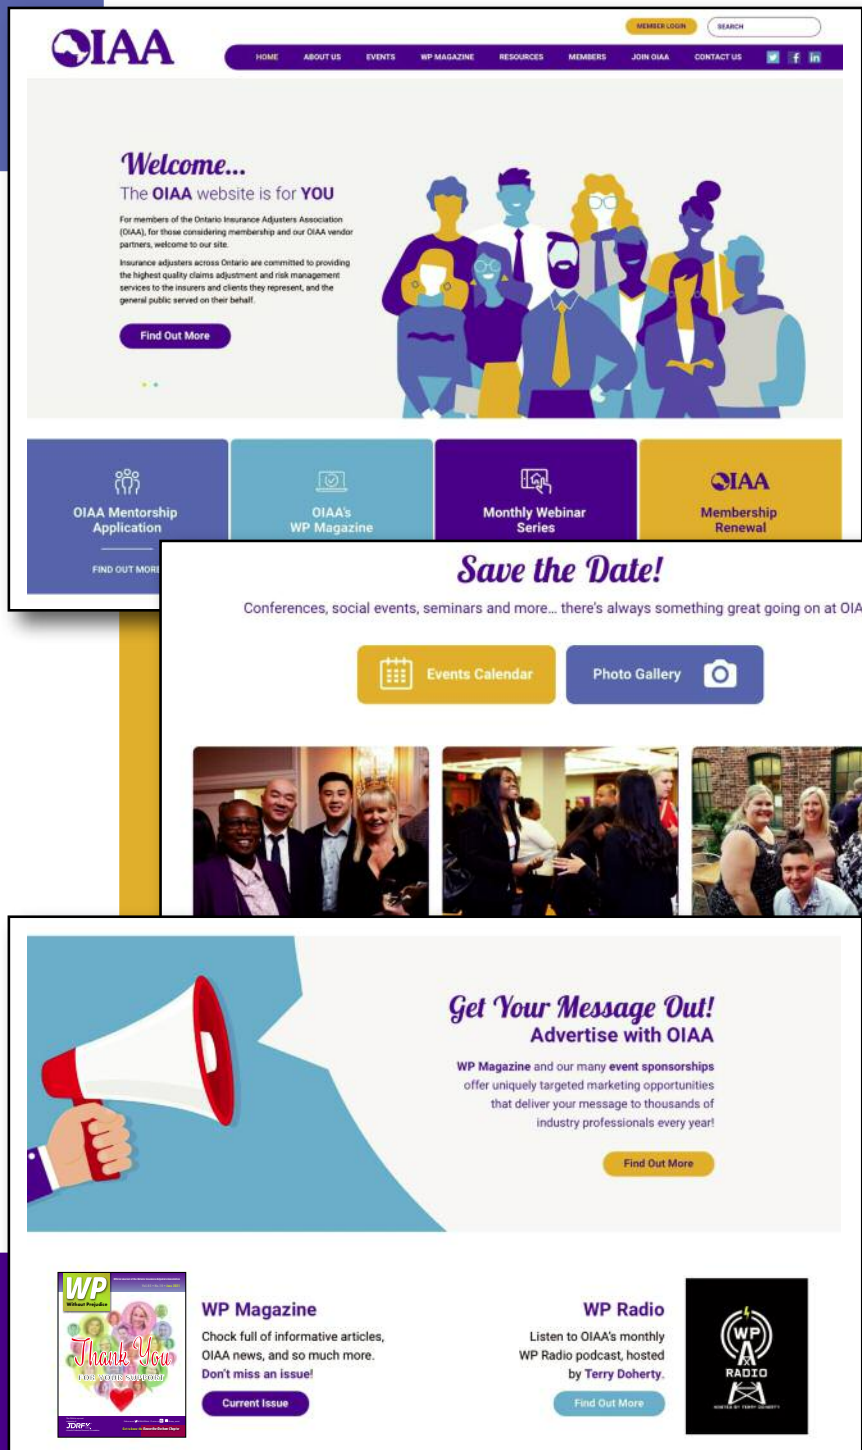 MEMBER LOGIN
SEARCH
OIAA
HOME ABOUT US EVENTS WP MAGAZINE RESOURCES MEMBERS JOIN OIAA CONTACT US
Welcome...
The OIAA website is for YOU
For members of the Ontario Insurance Adjusters Association
(OIAA), for those considering membership and our OIAA vendor
partners, welcome to our site.
Insurance adjusters across Ontario are committed to providing
the highest quality claims adjustment and risk management
services to the insurers and clients they represent, and the
general public served on their behalf.
Find Out More
OIAA Mentorship
Application
FIND OUT MORE
OIAA's
WP Magazine
Monthly Webinar
Series
OIAA
Membership
Renewal
Save the Date!
Conferences, social events, seminars and more... there's always something great going on at OIA
Events Calendar
Photo Gallery
Get Your Message Out!
Advertise with OIAA
WP Magazine and our many event sponsorships
offer uniquely targeted marketing opportunities
that deliver your message to thousands of
industry professionals every year!
Find Out More
WP
Without Prejudice
Thank You
FOR YOUR SUPPORT
JDRF
WP Magazine
Chock full of informative articles,
OIAA news, and so much more.
Don't miss an issue!
Current Issue
WP Radio
Listen to OIAA's monthly
WP Radio podcast, hosted
by Terry Doherty.
Find Out More
WP
RADIO
HOSTED BY TERRY DOHERTY